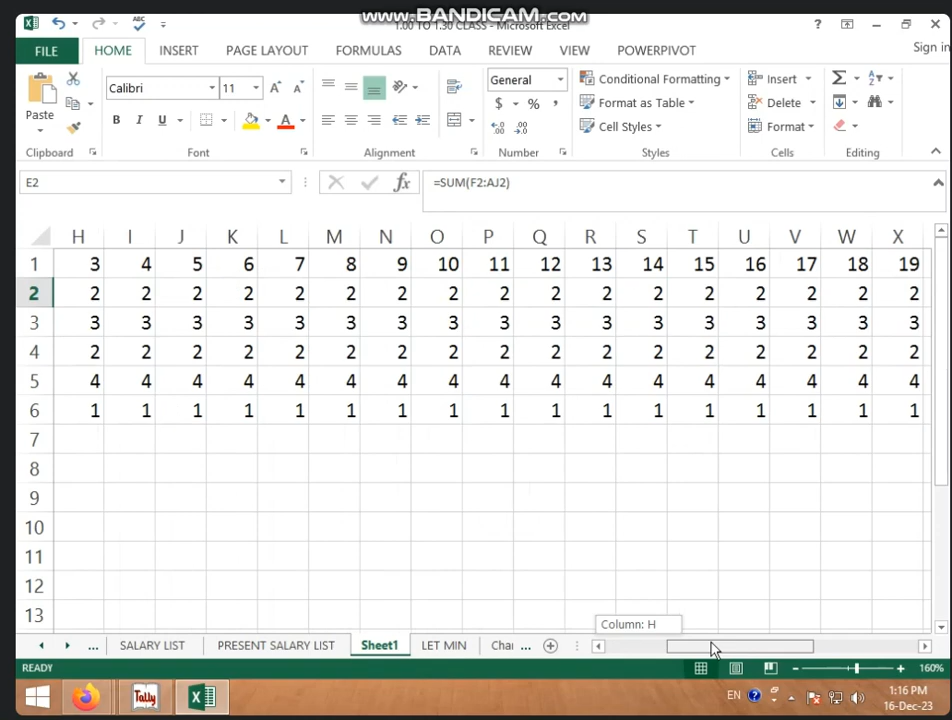 www.BANDICAM.com
1.00 TO 1.30 CLASS - Microsoft Excel
FILE HOME INSERT PAGE LAYOUT FORMULAS DATA REVIEW VIEW POWERPIVOT Sign in
Paste
Calibri 11
B I U
General
$ % ,
Conditional Formatting
Format as Table
Cell Styles
Insert
Delete
Format
Clipboard Font Alignment Number Styles Cells Editing
E2 fx =SUM(F2:AJ2)
H I J K L M N O P Q R S T U V W X
1 3 4 5 6 7 8 9 10 11 12 13 14 15 16 17 18 19
2 2 2 2 2 2 2 2 2 2 2 2 2 2 2 2 2 2
3 3 3 3 3 3 3 3 3 3 3 3 3 3 3 3 3 3
4 2 2 2 2 2 2 2 2 2 2 2 2 2 2 2 2 2
5 4 4 4 4 4 4 4 4 4 4 4 4 4 4 4 4 4
6 1 1 1 1 1 1 1 1 1 1 1 1 1 1 1 1 1
7
8
9
10
11
12
13
Column: H
... SALARY LIST PRESENT SALARY LIST Sheet1 LET MIN Cha ...
READY 160%
Tally EN 1:16 PM
16-Dec-23